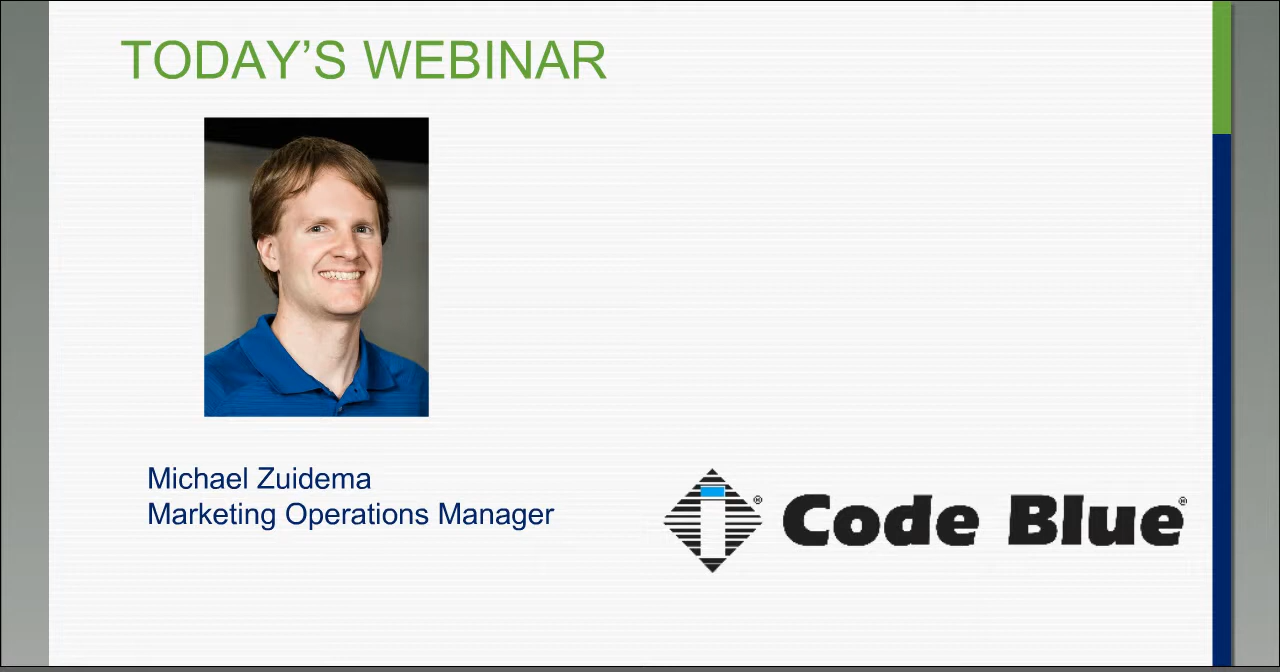 TODAY’S WEBINAR
Michael Zuidema
Marketing Operations Manager
® Code Blue®